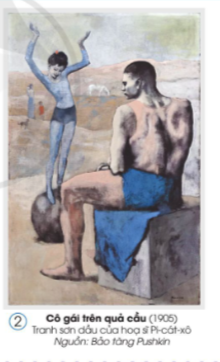 2
Cô gái trên quả cầu (1905)
Tranh sơn dầu của hoạ sĩ Pi-cát-xô
Nguồn: Bảo tàng Pushkin